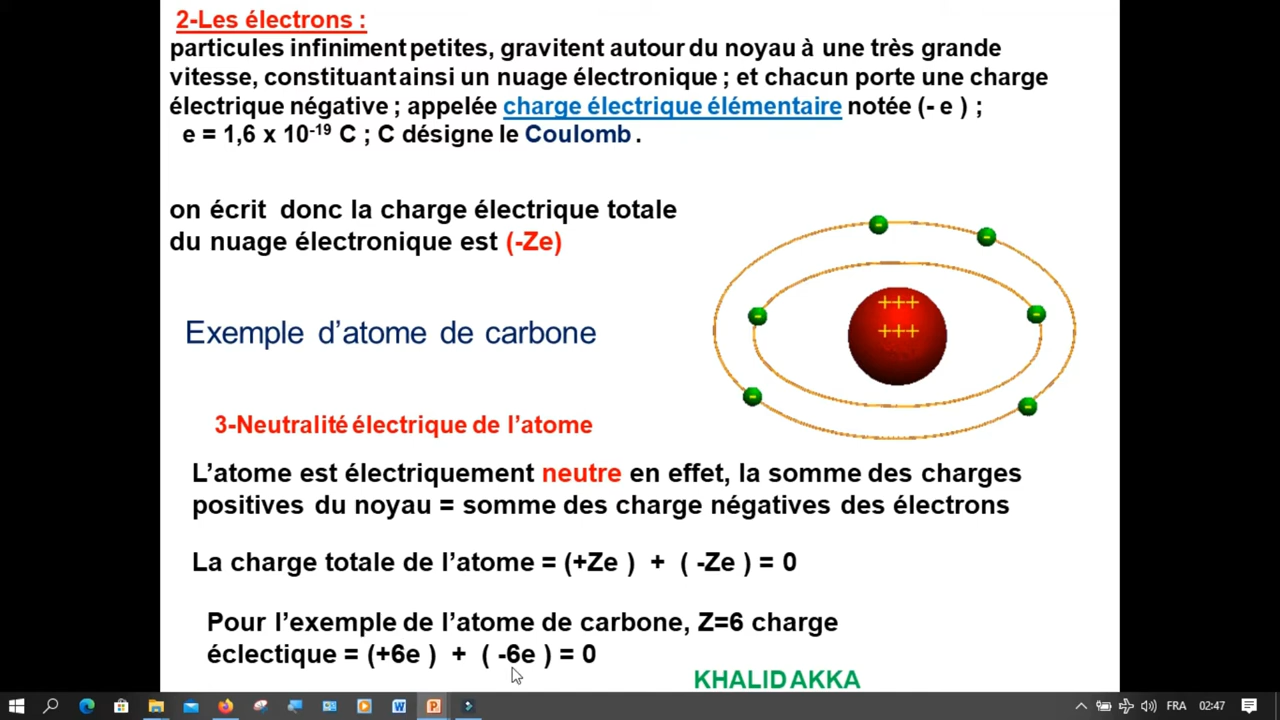 2-Les électrons :
particules infiniment petites, gravitent autour du noyau à une très grande
vitesse, constituant ainsi un nuage électronique ; et chacun porte une charge
électrique négative ; appelée charge électrique élémentaire notée (- e ) ;
e = 1,6 x 10⁻¹⁹ C ; C désigne le Coulomb .
on écrit donc la charge électrique totale
du nuage électronique est (-Ze)
Exemple d’atome de carbone
+++
+++
3-Neutralité électrique de l’atome
L’atome est électriquement neutre en effet, la somme des charges
positives du noyau = somme des charge négatives des électrons
La charge totale de l’atome = (+Ze ) + ( -Ze ) = 0
Pour l’exemple de l’atome de carbone, Z=6 charge
éclectique = (+6e ) + ( -6e ) = 0
KHALID AKKA
FRA 02:47